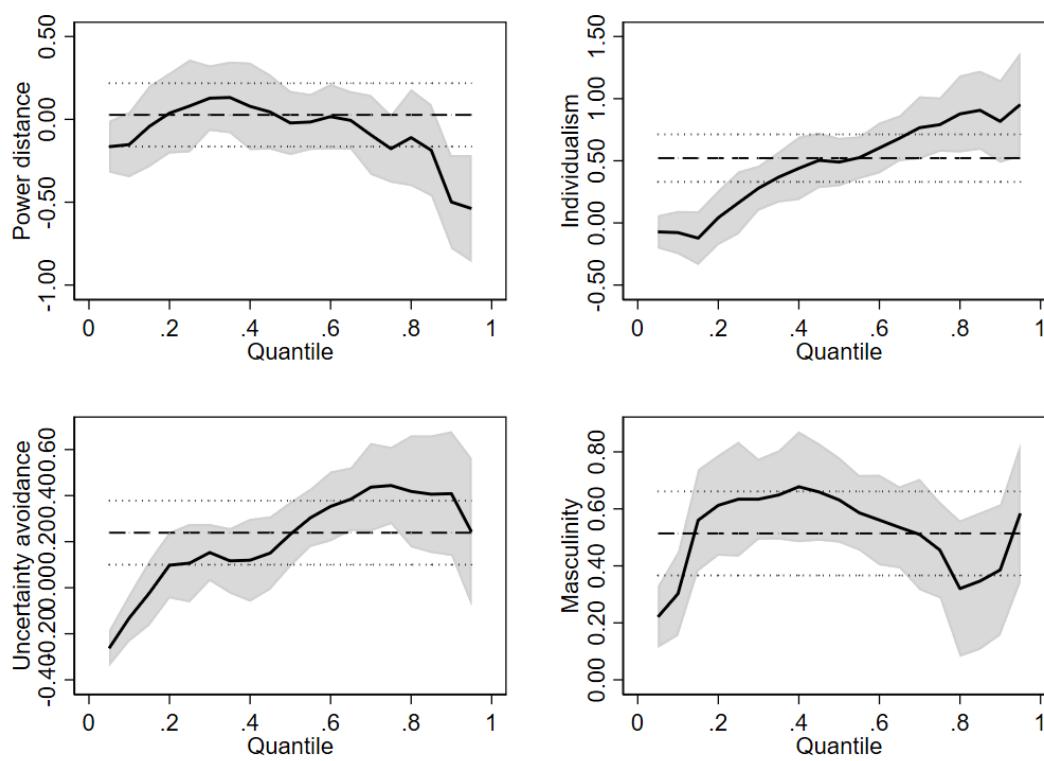 Power distance
0.50
0.00
-0.50
-1.00
0 .2 .4 .6 .8 1
Quantile
Individualism
1.50
1.00
0.50
0.00
-0.50
0 .2 .4 .6 .8 1
Quantile
Uncertainty avoidance
0.60
0.40
0.20
0.00
-0.20
-0.40
0 .2 .4 .6 .8 1
Quantile
Masculinity
0.80
0.60
0.40
0.20
0.00
0 .2 .4 .6 .8 1
Quantile